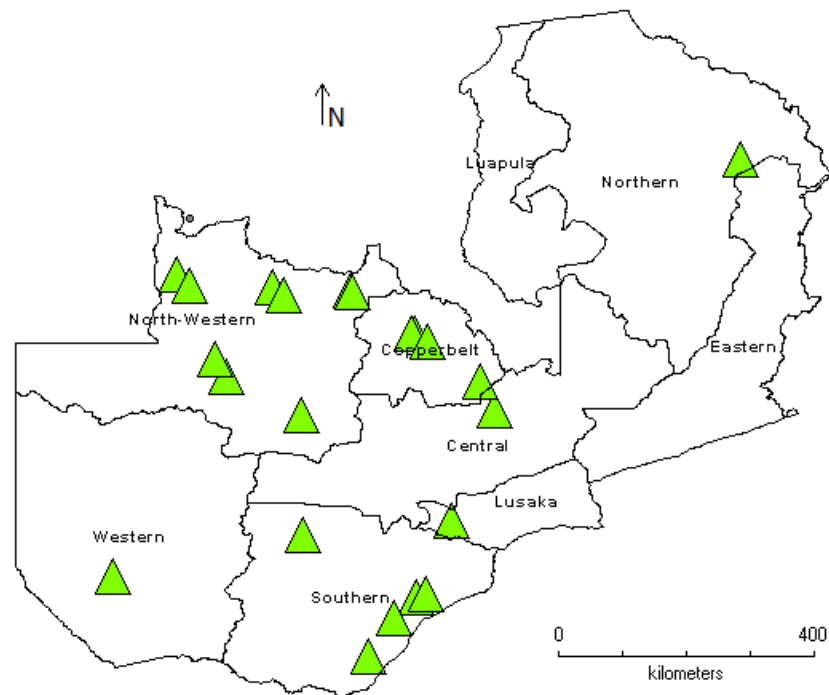 N
Luapula
Northern
North-Western
Copperbelt
Eastern
Central
Lusaka
Western
Southern
0 400
kilometers